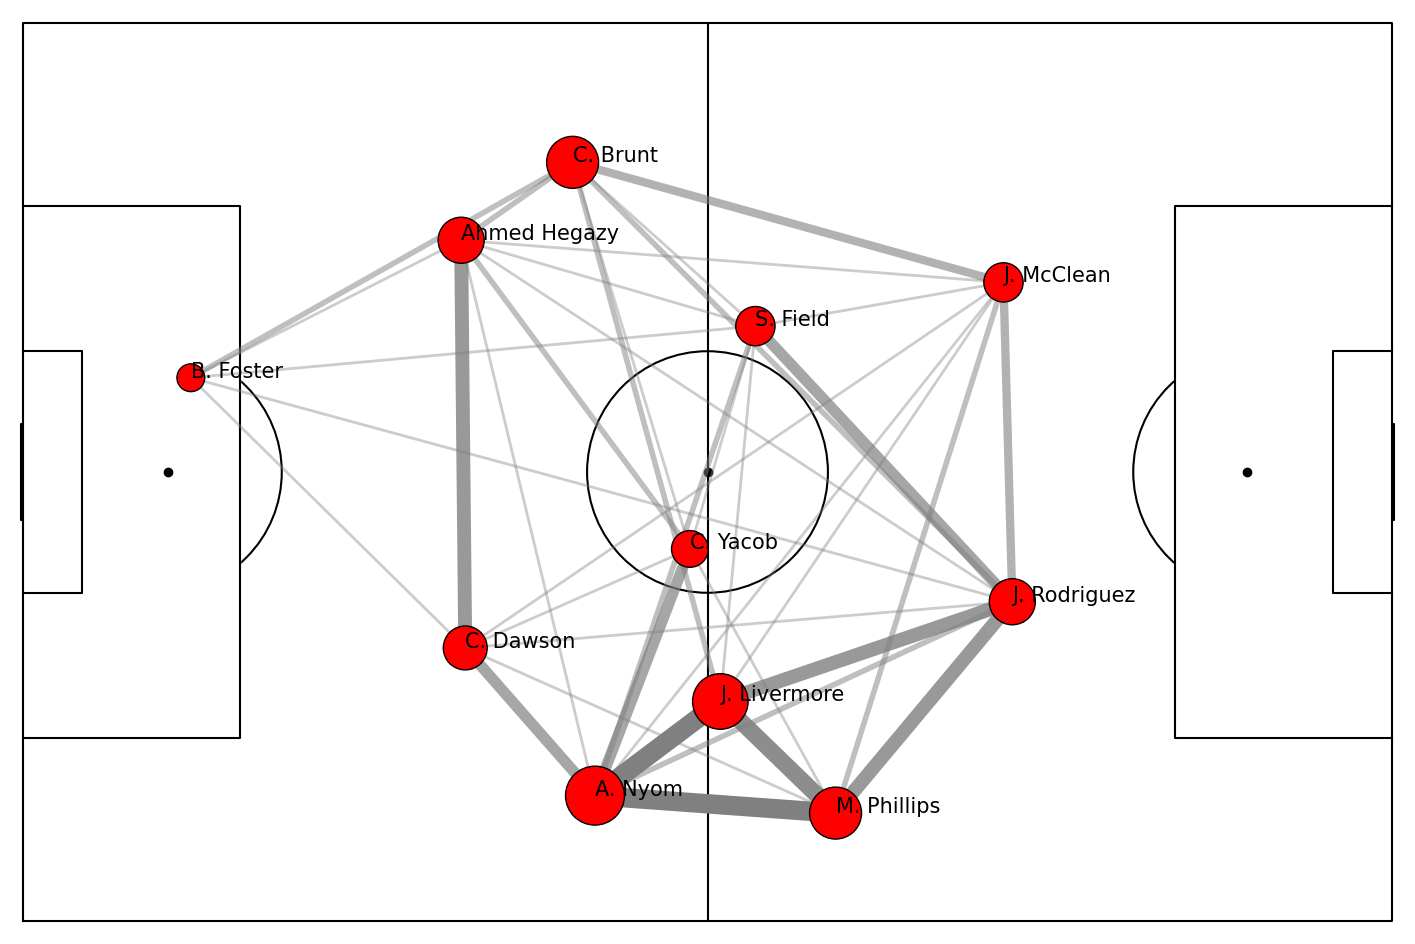 C. Brunt
Ahmed Hegazy
J. McClean
S. Field
B. Foster
C. Yacob
J. Rodriguez
C. Dawson
J. Livermore
A. Nyom
M. Phillips